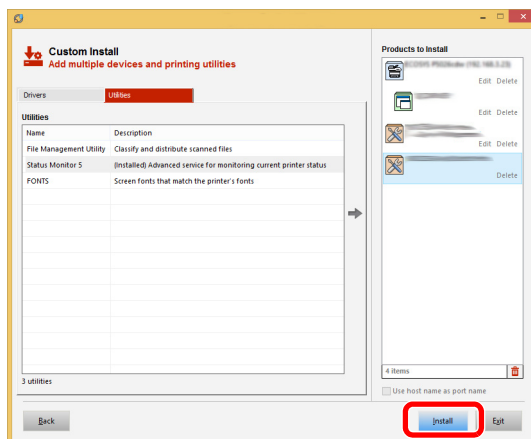 Custom Install
Add multiple devices and printing utilities
Drivers
Utilities
Utilities
Name Description
File Management Utility Classify and distribute scanned files
Status Monitor 5 (Installed) Advanced service for monitoring current printer status
FONTS Screen fonts that match the printer's fonts
3 utilities
Products to Install
Edit Delete
Edit Delete
Edit Delete
Delete
4 items
Use host name as port name
Back
Install
Exit